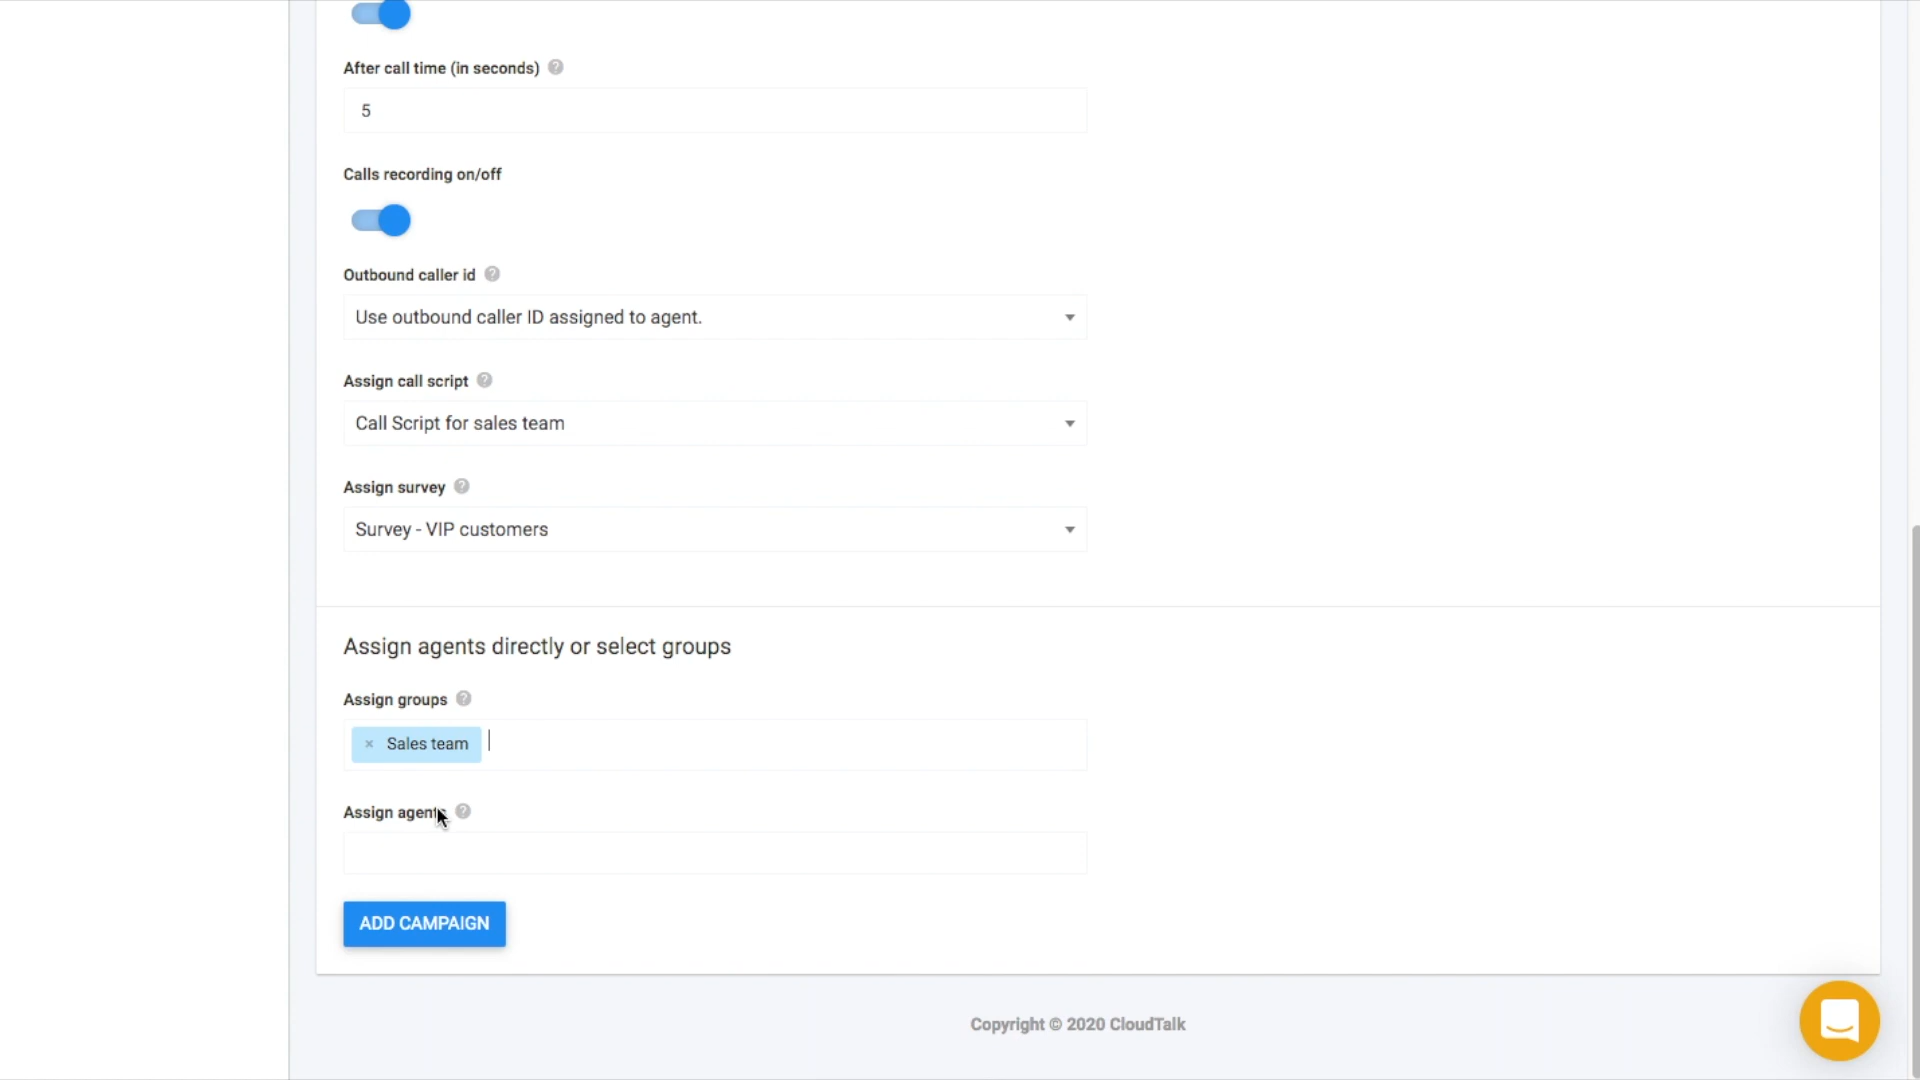 After call time (in seconds) ?
5
Calls recording on/off
Outbound caller id ?
Use outbound caller ID assigned to agent.
Assign call script ?
Call Script for sales team
Assign survey ?
Survey - VIP customers
Assign agents directly or select groups
Assign groups ?
× Sales team
Assign agents ?
ADD CAMPAIGN
Copyright © 2020 CloudTalk